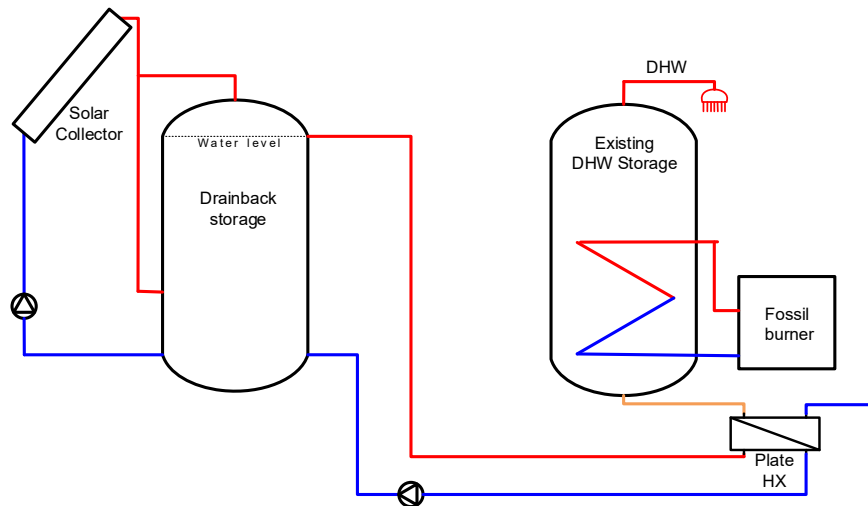 Solar
Collector
Water level
Drainback
storage
DHW
Existing
DHW Storage
Fossil
burner
Plate
HX